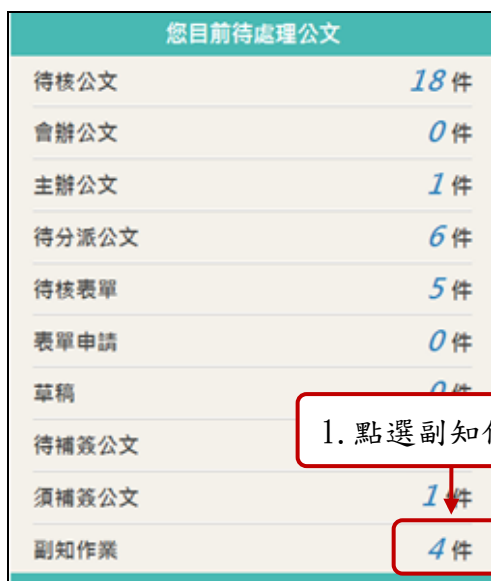 您目前待處理公文
待核公文 18 件
會辦公文 0 件
主辦公文 1 件
待分派公文 6 件
待核表單 5 件
表單申請 0 件
草稿 0 件
1. 點選副知
待補簽公文
須補簽公文 1 件
副知作業 4 件